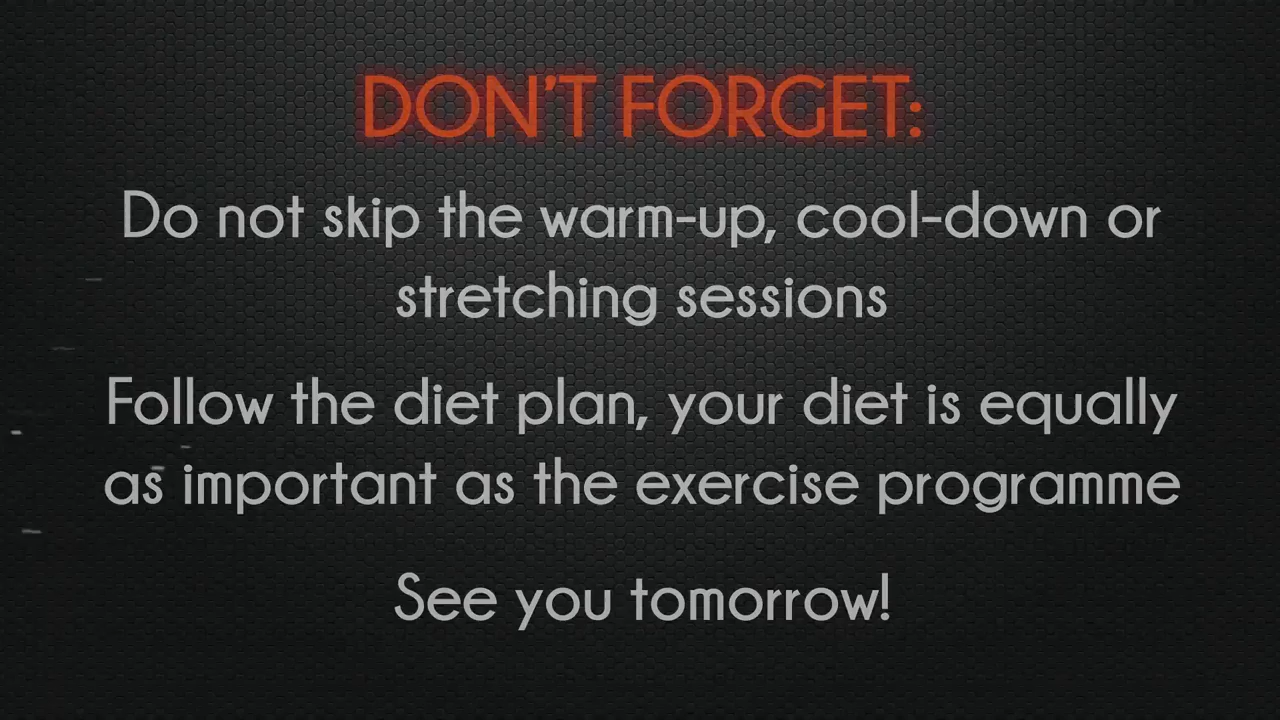 DON'T FORGET:
Do not skip the warm-up, cool-down or
stretching sessions
Follow the diet plan, your diet is equally
as important as the exercise programme
See you tomorrow!